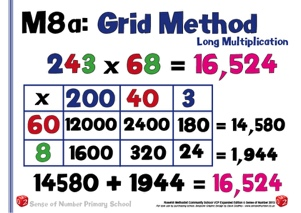 M8a: Grid Method
Long Multiplication
243 x 68 = 16,524
x 200 40 3
60 12000 2400 180 = 14,580
8 1600 320 24 = 1,944
14580 + 1944 = 16,524
Sense of Number Primary School